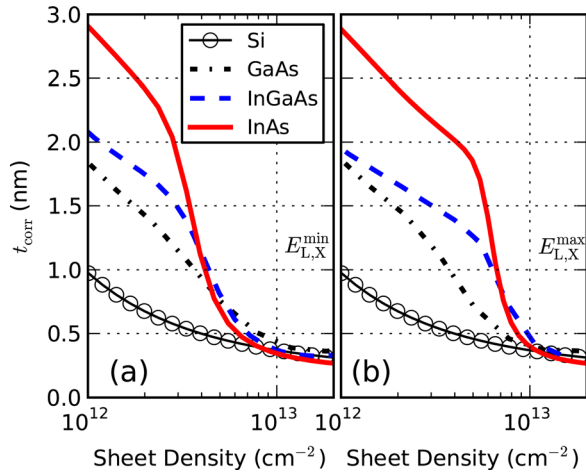 3.0
2.5
2.0
1.5
1.0
0.5
0.0
t_corr (nm)
Si
GaAs
InGaAs
InAs
E_{L,X}^{min}
E_{L,X}^{max}
(a)
(b)
10^{12}
10^{13}
10^{12}
10^{13}
Sheet Density (cm^{−2})
Sheet Density (cm^{−2})